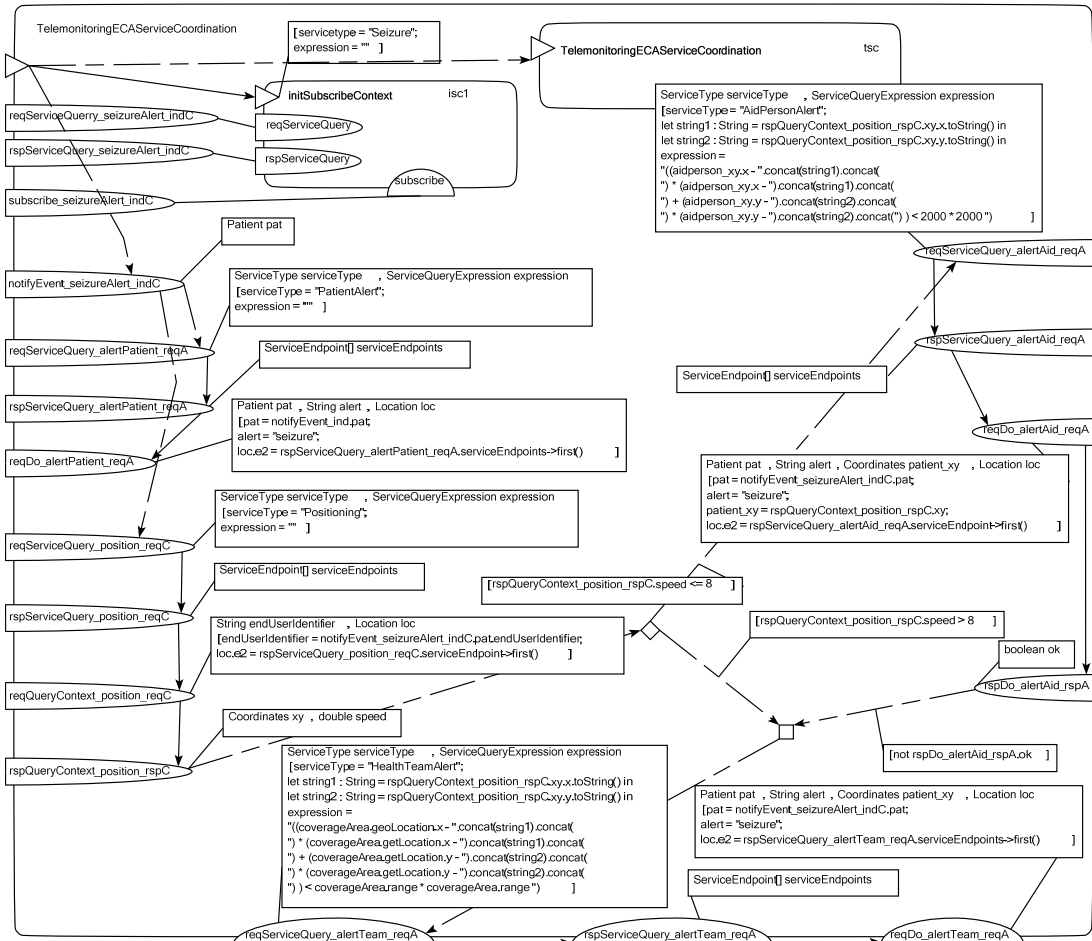 TelemonitoringECAServiceCoordination
[servicetype = "Seizure";
expression = "" ]
TelemonitoringECAServiceCoordination tsc
initSubscribeContext isc1
reqServiceQuerry_seizureAlert_indC
reqServiceQuery
rspServiceQuery_seizureAlert_indC
rspServiceQuery
subscribe
subscribe_seizureAlert_indC
ServiceType serviceType , ServiceQueryExpression expression
[serviceType = "AidPersonAlert";
let string1 : String = rspQueryContext_position_rspC.xy.x.toString() in
let string2 : String = rspQueryContext_position_rspC.xy.y.toString() in
expression =
"((aidperson_xy.x - ".concat(string1).concat(
") * (aidperson_xy.x - ").concat(string1).concat(
") + (aidperson_xy.y - ").concat(string2).concat(
") * (aidperson_xy.y - ").concat(string2).concat(") ) < 2000 * 2000 ") ]
Patient pat
reqServiceQuery_alertAid_reqA
notifyEvent_seizureAlert_indC
ServiceType serviceType , ServiceQueryExpression expression
[serviceType = "PatientAlert";
expression = "" ]
rspServiceQuery_alertAid_reqA
reqServiceQuery_alertPatient_reqA
ServiceEndpoint[] serviceEndpoints
ServiceEndpoint[] serviceEndpoints
rspServiceQuery_alertPatient_reqA
Patient pat , String alert , Location loc
[pat = notifyEvent_ind.pat;
alert = "seizure";
loc.e2 = rspServiceQuery_alertPatient_reqA.serviceEndpoints->first() ]
reqDo_alertAid_reqA
reqDo_alertPatient_reqA
Patient pat , String alert , Coordinates patient_xy , Location loc
[pat = notifyEvent_seizureAlert_indC.pat;
alert = "seizure";
patient_xy = rspQueryContext_position_rspC.xy;
loc.e2 = rspServiceQuery_alertAid_reqA.serviceEndpoint->first() ]
ServiceType serviceType , ServiceQueryExpression expression
[serviceType = "Positioning";
expression = "" ]
reqServiceQuery_position_reqC
ServiceEndpoint[] serviceEndpoints
[rspQueryContext_position_rspC.speed <= 8 ]
rspServiceQuery_position_reqC
String endUserIdentifier , Location loc
[endUserIdentifier = notifyEvent_seizureAlert_indC.pat.endUserIdentifier;
loc.e2 = rspServiceQuery_position_reqC.serviceEndpoint->first() ]
[rspQueryContext_position_rspC.speed > 8 ]
boolean ok
reqQueryContext_position_reqC
rspDo_alertAid_rspA
Coordinates xy , double speed
rspQueryContext_position_rspC
[not rspDo_alertAid_rspA.ok ]
ServiceType serviceType , ServiceQueryExpression expression
[serviceType = "HealthTeamAlert";
let string1 : String = rspQueryContext_position_rspC.xy.x.toString() in
let string2 : String = rspQueryContext_position_rspC.xy.y.toString() in
expression =
"((coverageArea.geoLocation.x - ".concat(string1).concat(
") * (coverageArea.getLocation.x - ").concat(string1).concat(
") + (coverageArea.getLocation.y - ").concat(string2).concat(
") * (coverageArea.getLocation.y - ").concat(string2).concat(
") ) < coverageArea.range * coverageArea.range ") ]
Patient pat , String alert , Coordinates patient_xy , Location loc
[pat = notifyEvent_seizureAlert_indC.pat;
alert = "seizure";
loc.e2 = rspServiceQuery_alertTeam_reqA.serviceEndpoints->first() ]
ServiceEndpoint[] serviceEndpoints
reqServiceQuery_alertTeam_reqA
rspServiceQuery_alertTeam_reqA
reqDo_alertTeam_reqA